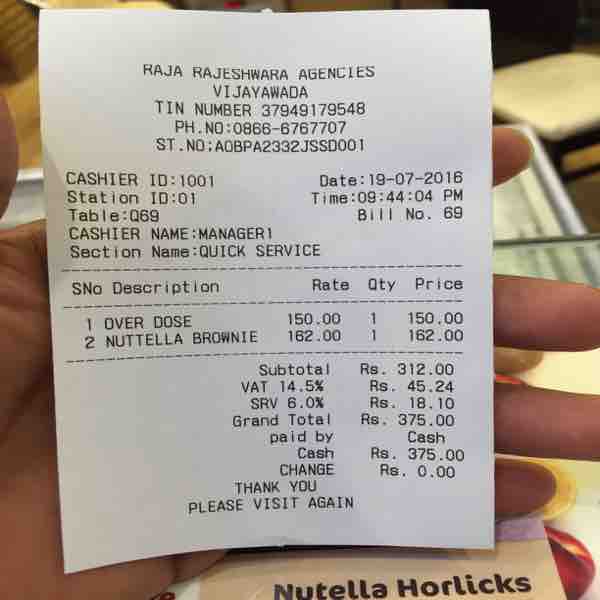 RAJA RAJESHWARA AGENCIES
VIJAYAWADA
TIN NUMBER 37949179548
PH.NO:0866-6767707
ST.NO:AOBPA2332JSSD001
CASHIER ID:1001 Date:19-07-2016
Station ID:01 Time:09:44:04 PM
Table:Q69 Bill No. 69
CASHIER NAME:MANAGER1
Section Name:QUICK SERVICE
SNo Description Rate Qty Price
1 OVER DOSE 150.00 1 150.00
2 NUTTELLA BROWNIE 162.00 1 162.00
Subtotal Rs. 312.00
VAT 14.5% Rs. 45.24
SRV 6.0% Rs. 18.10
Grand Total Rs. 375.00
paid by Cash
Cash Rs. 375.00
CHANGE Rs. 0.00
THANK YOU
PLEASE VISIT AGAIN
Nutella Horlicks